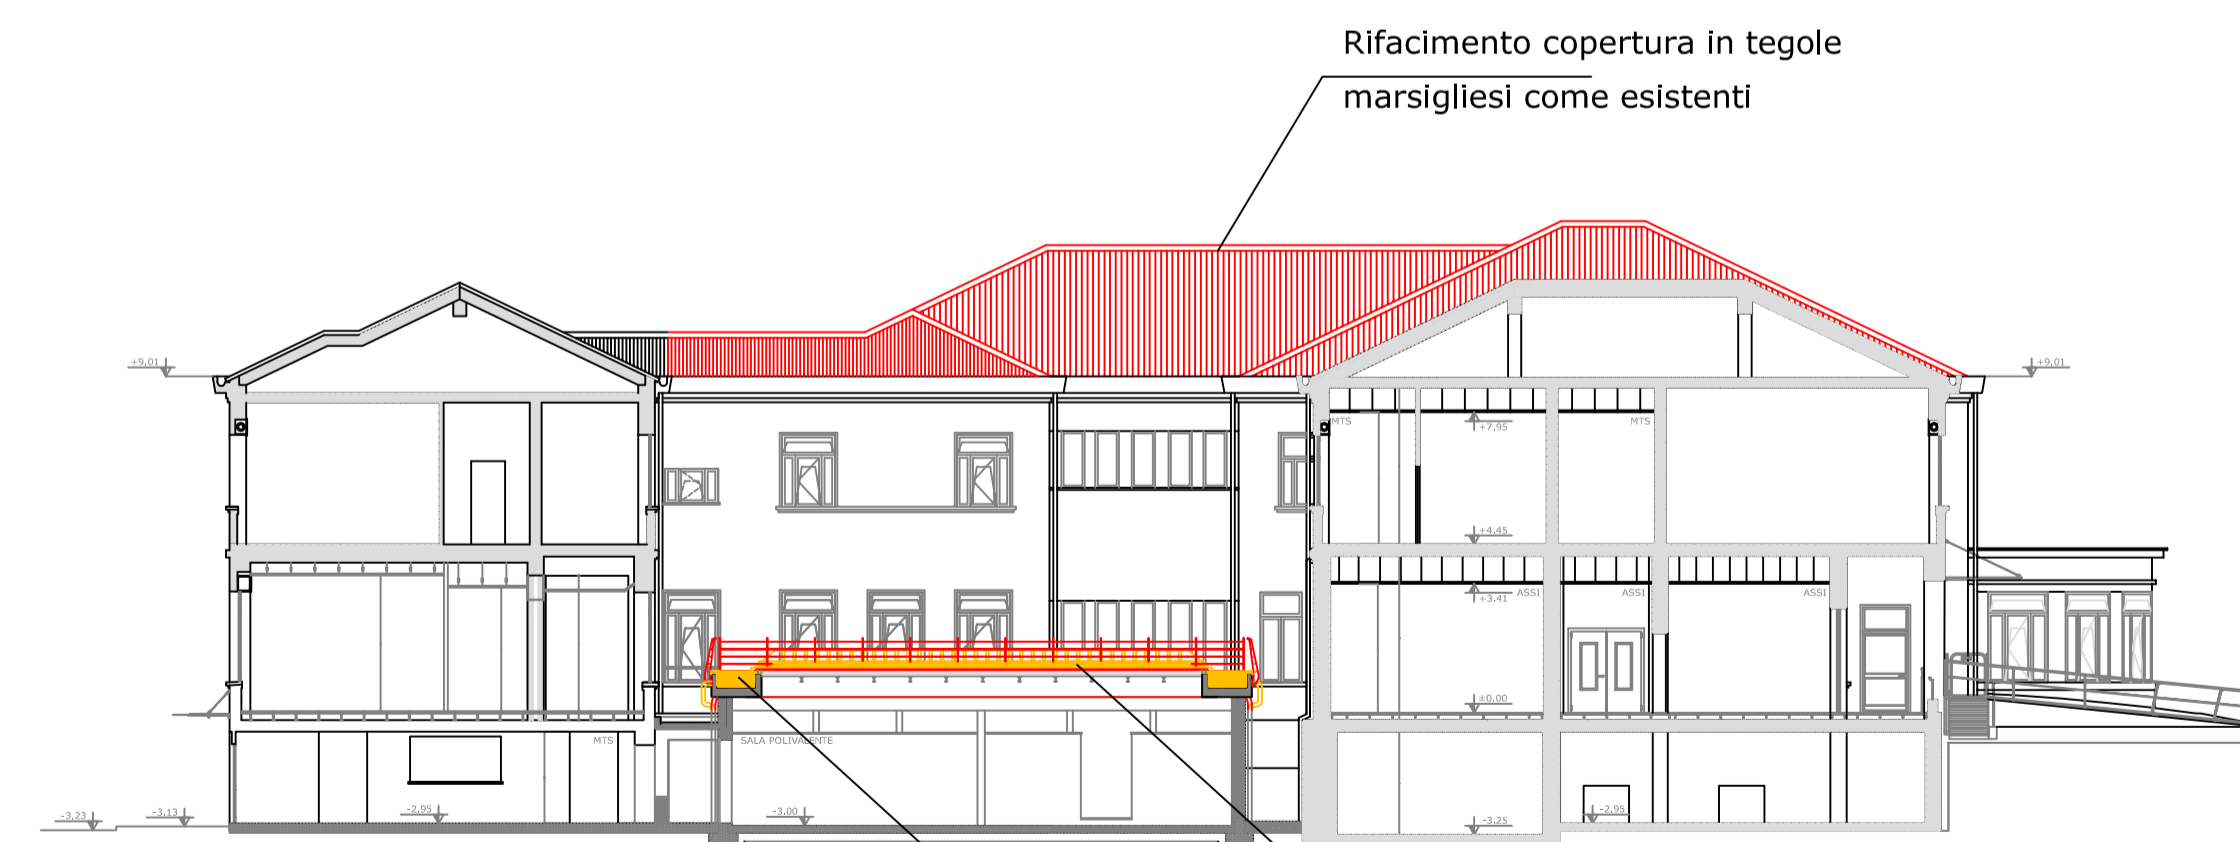 Rifacimento copertura in tegole
marsigliesi come esistenti
+9,01
+9,01
MTS
+7,95
MTS
+4,45
+3,41
ASSI
ASSI
ASSI
±0,00
MTS
SALA POLIVALENTE
-3,23
-3,13
-2,95
-3,00
-2,95
-3,25